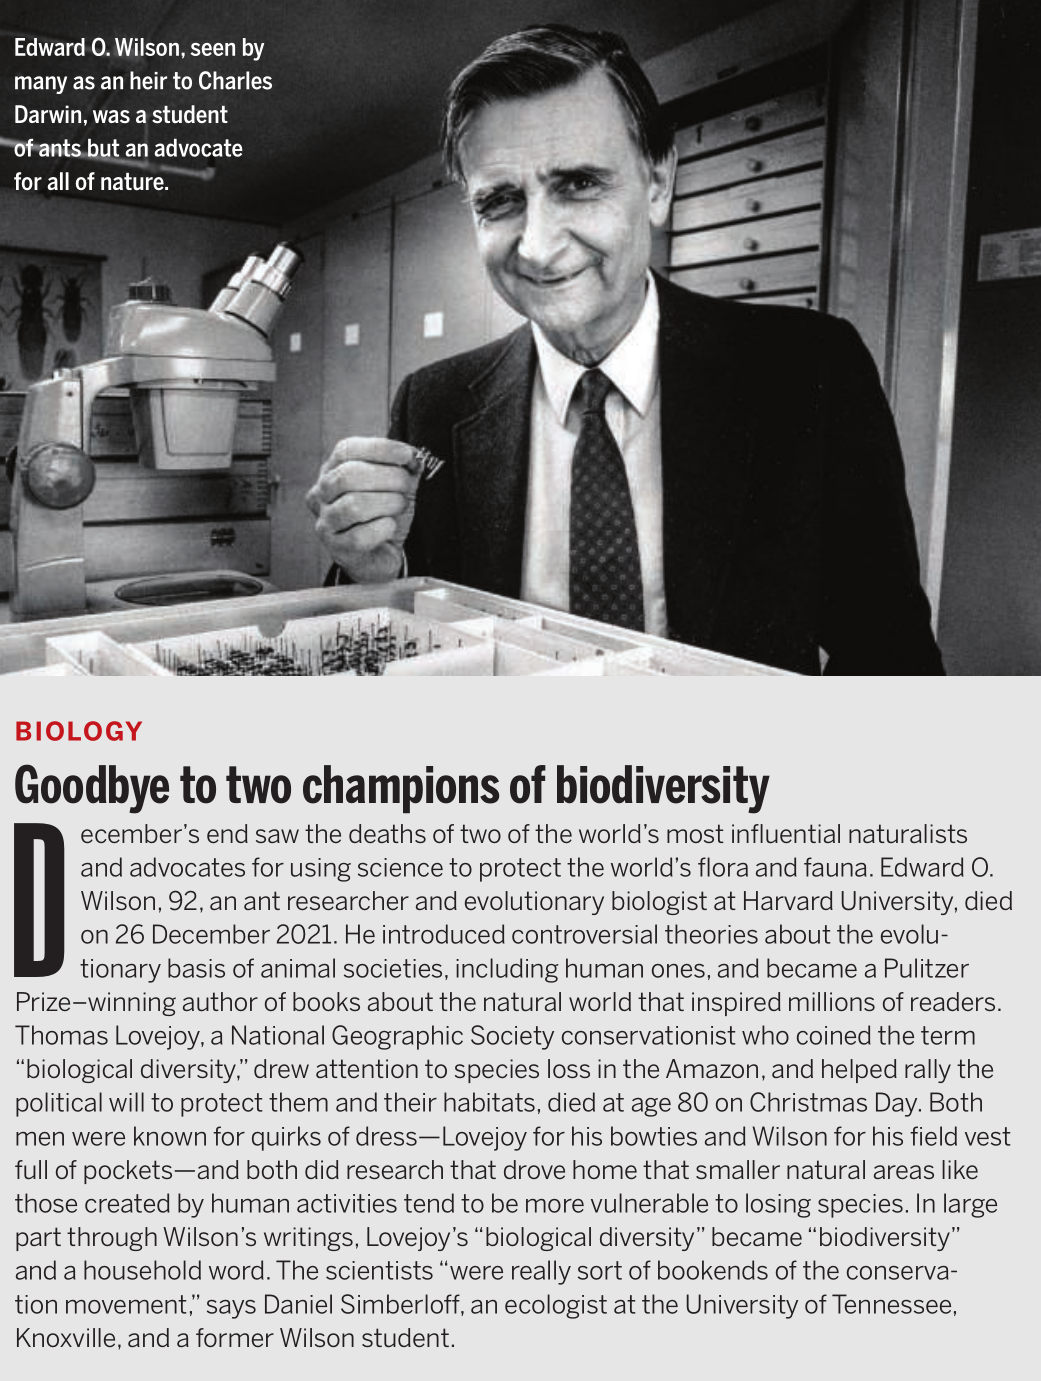 Edward O. Wilson, seen by
many as an heir to Charles
Darwin, was a student
of ants but an advocate
for all of nature.
BIOLOGY
Goodbye to two champions of biodiversity
December’s end saw the deaths of two of the world’s most influential naturalists
and advocates for using science to protect the world’s flora and fauna. Edward O.
Wilson, 92, an ant researcher and evolutionary biologist at Harvard University, died
on 26 December 2021. He introduced controversial theories about the evolu-
tionary basis of animal societies, including human ones, and became a Pulitzer
Prize–winning author of books about the natural world that inspired millions of readers.
Thomas Lovejoy, a National Geographic Society conservationist who coined the term
“biological diversity,” drew attention to species loss in the Amazon, and helped rally the
political will to protect them and their habitats, died at age 80 on Christmas Day. Both
men were known for quirks of dress—Lovejoy for his bowties and Wilson for his field vest
full of pockets—and both did research that drove home that smaller natural areas like
those created by human activities tend to be more vulnerable to losing species. In large
part through Wilson’s writings, Lovejoy’s “biological diversity” became “biodiversity”
and a household word. The scientists “were really sort of bookends of the conserva-
tion movement,” says Daniel Simberloff, an ecologist at the University of Tennessee,
Knoxville, and a former Wilson student.